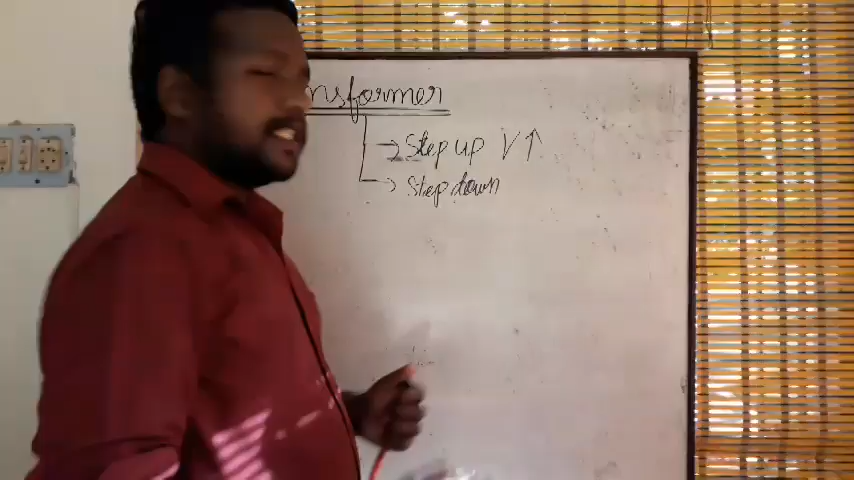 nsformer
→ Step up V ↑
→ Step down